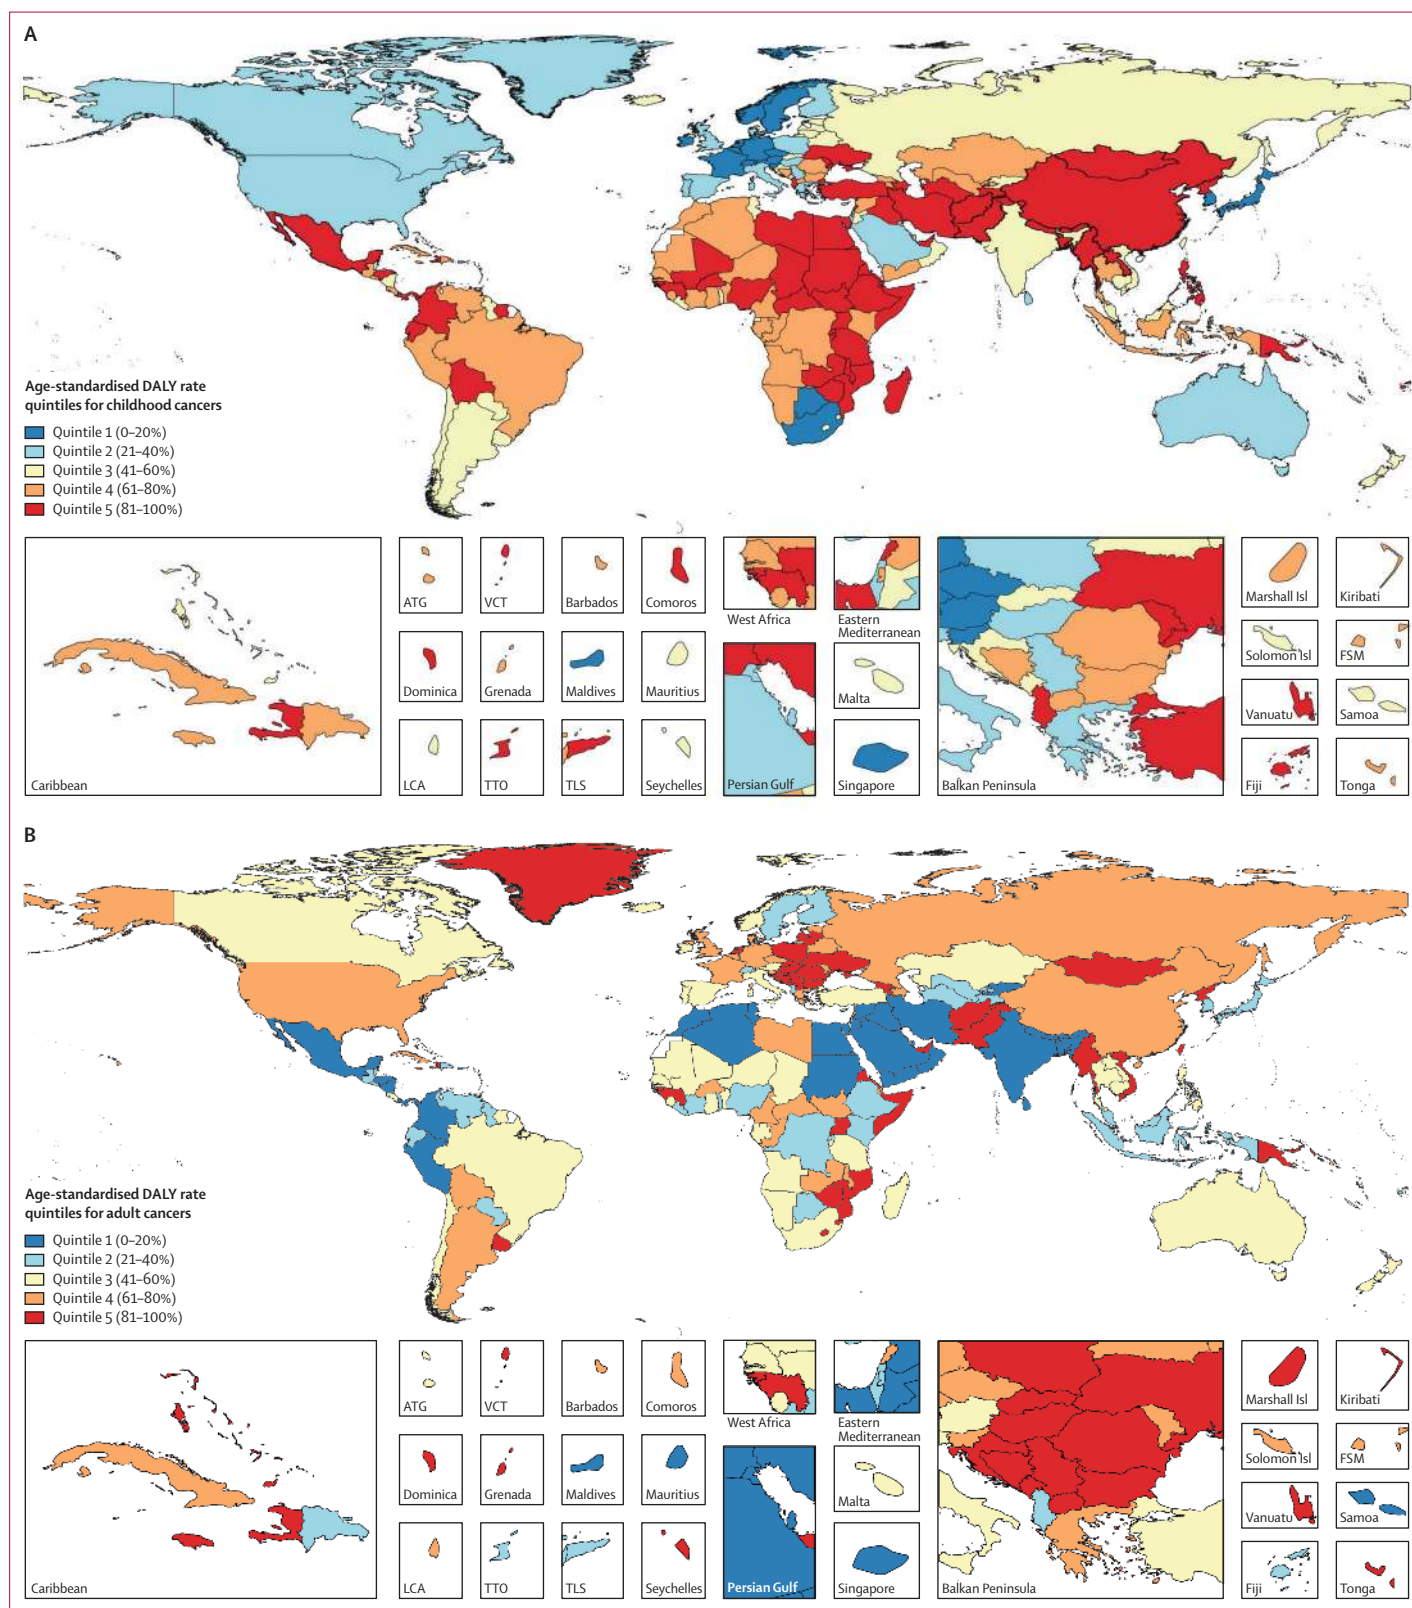 A
Age-standardised DALY rate
quintiles for childhood cancers
Quintile 1 (0–20%)
Quintile 2 (21–40%)
Quintile 3 (41–60%)
Quintile 4 (61–80%)
Quintile 5 (81–100%)
Caribbean
ATG
VCT
Barbados
Comoros
Dominica
Grenada
Maldives
Mauritius
LCA
TTO
TLS
Seychelles
West Africa
Eastern
Mediterranean
Persian Gulf
Malta
Singapore
Balkan Peninsula
Marshall Isl
Kiribati
Solomon Isl
FSM
Vanuatu
Samoa
Fiji
Tonga
B
Age-standardised DALY rate
quintiles for adult cancers
Quintile 1 (0–20%)
Quintile 2 (21–40%)
Quintile 3 (41–60%)
Quintile 4 (61–80%)
Quintile 5 (81–100%)
Caribbean
ATG
VCT
Barbados
Comoros
Dominica
Grenada
Maldives
Mauritius
LCA
TTO
TLS
Seychelles
West Africa
Eastern
Mediterranean
Persian Gulf
Malta
Singapore
Balkan Peninsula
Marshall Isl
Kiribati
Solomon Isl
FSM
Vanuatu
Samoa
Fiji
Tonga